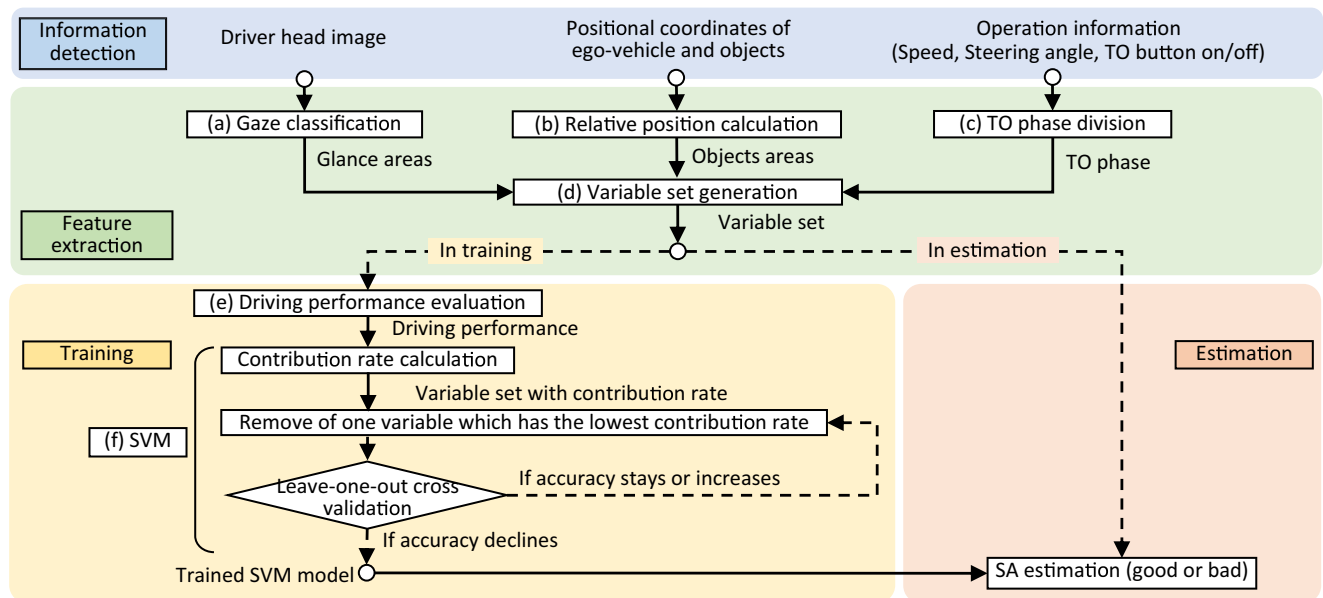 Information
detection
Driver head image
Positional coordinates of
ego-vehicle and objects
Operation information
(Speed, Steering angle, TO button on/off)
(a) Gaze classification
(b) Relative position calculation
(c) TO phase division
Glance areas
Objects areas
TO phase
(d) Variable set generation
Variable set
Feature
extraction
In training
In estimation
(e) Driving performance evaluation
Driving performance
Training
Estimation
Contribution rate calculation
Variable set with contribution rate
Remove of one variable which has the lowest contribution rate
(f) SVM
If accuracy stays or increases
Leave-one-out cross
validation
If accuracy declines
Trained SVM model
SA estimation (good or bad)